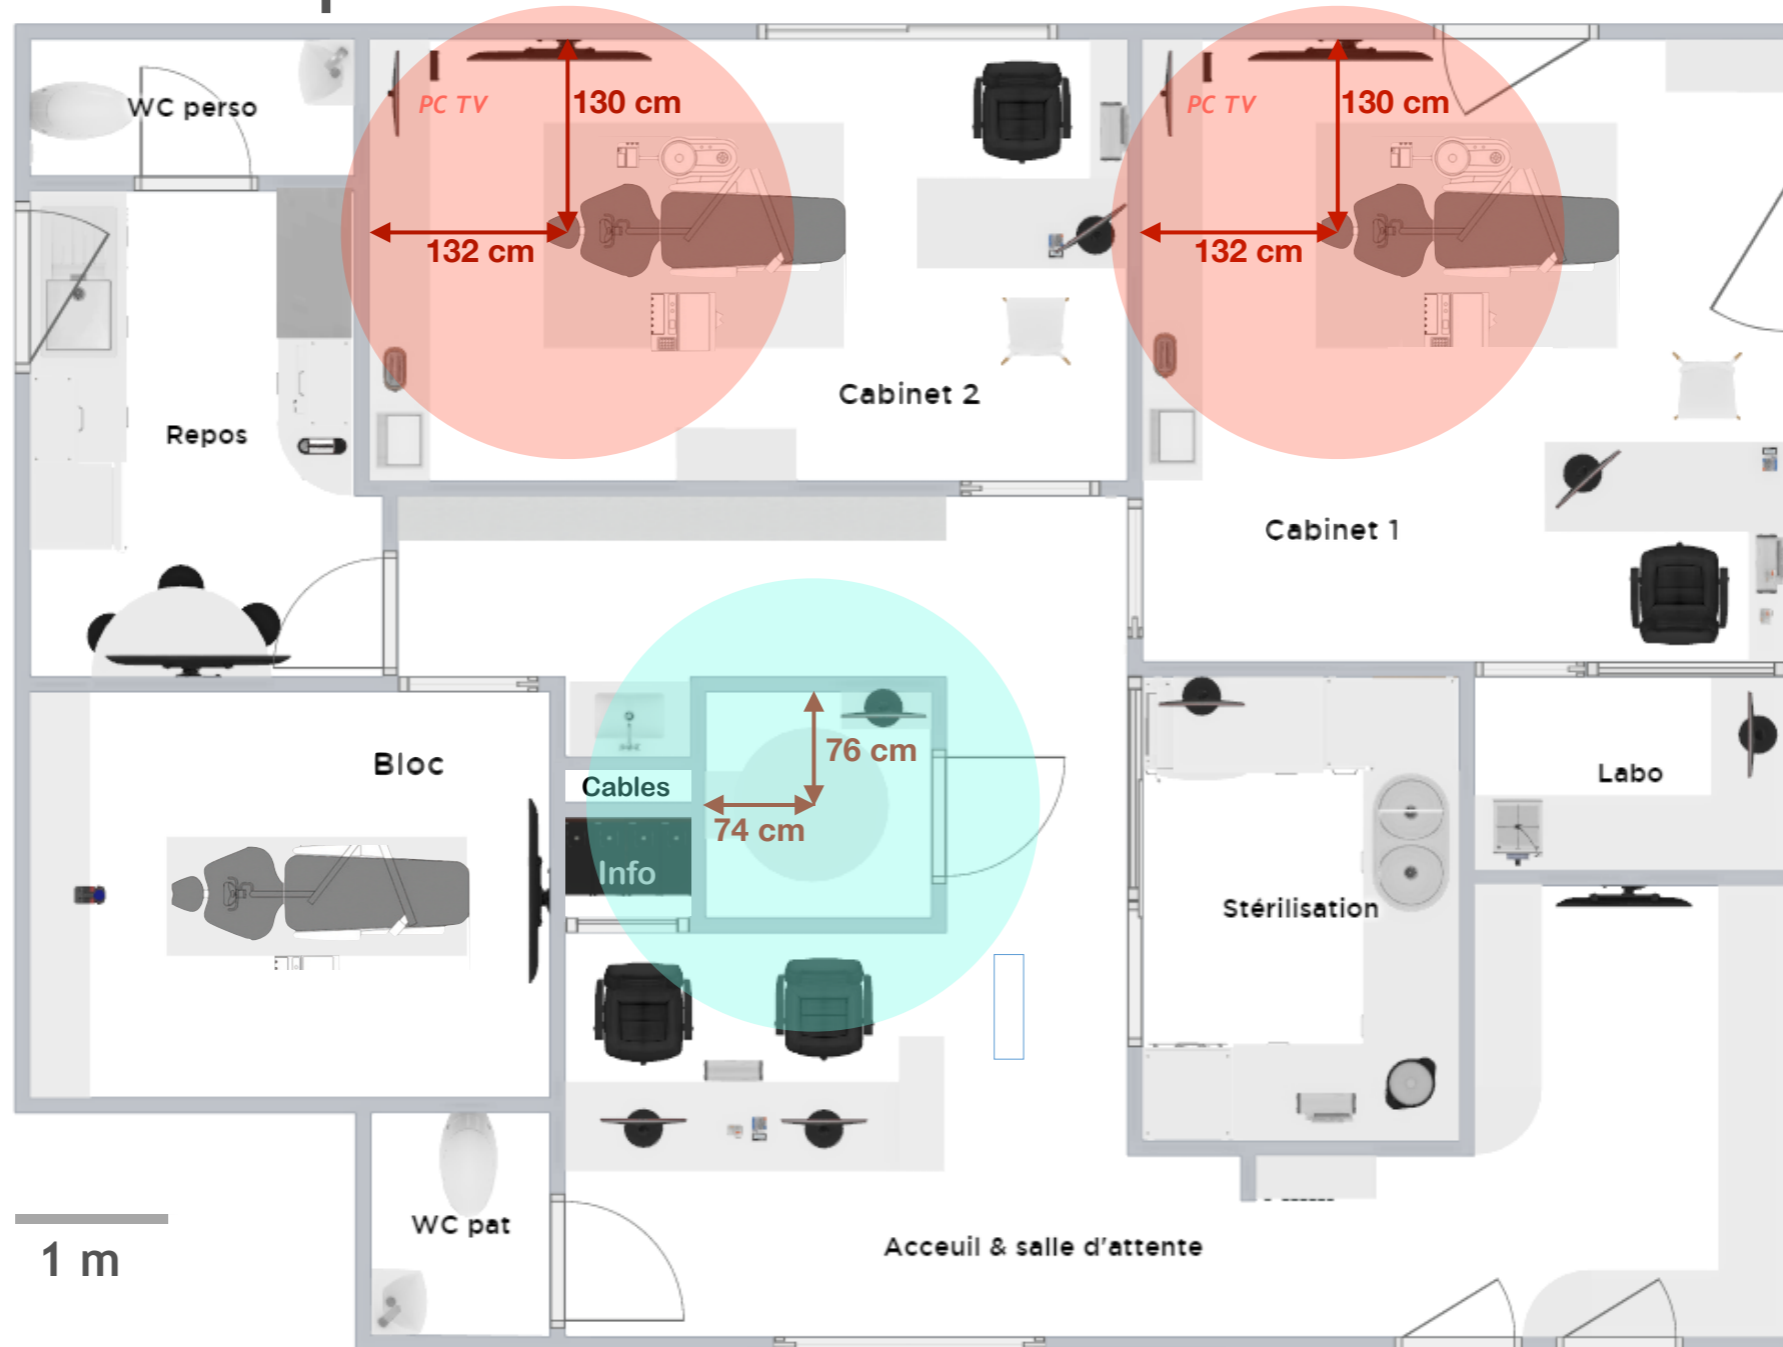 WC perso
PC TV
130 cm
132 cm
PC TV
130 cm
132 cm
Cabinet 2
Repos
Cabinet 1
76 cm
Bloc
Cables
74 cm
Info
Labo
Stérilisation
WC pat
Acceuil & salle d'attente
1 m